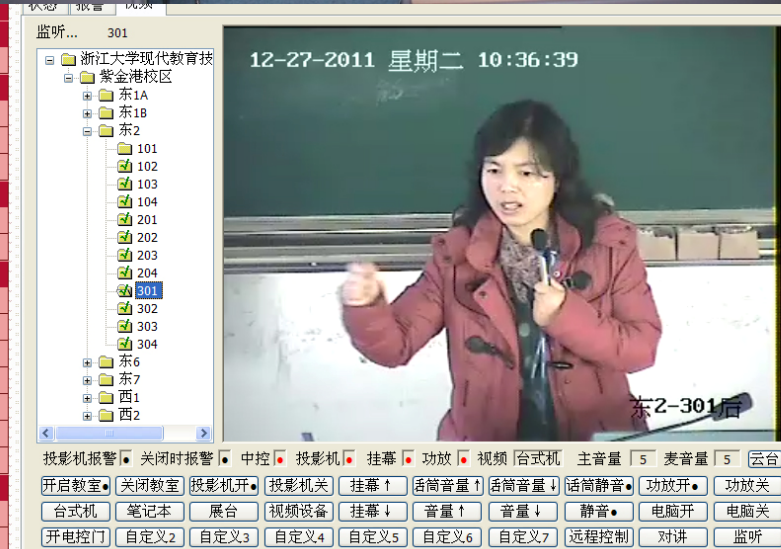 状态 报警 视频
监听... 301
浙江大学现代教育技
紫金港校区
东1A
东1B
东2
101
102
103
104
201
202
203
204
301
302
303
304
东6
东7
西1
西2
12-27-2011 星期二 10:36:39
东2-301后
投影机报警 关闭时报警 中控 投影机 挂幕 功放 视频 台式机 主音量 5 麦音量 5 云台
开启教室 关闭教室 投影机开 投影机关 挂幕↑ 话筒音量↑ 话筒音量↓ 话筒静音 功放开 功放关
台式机 笔记本 展台 视频设备 挂幕↓ 音量↑ 音量↓ 静音 电脑开 电脑关
开电控门 自定义2 自定义3 自定义4 自定义5 自定义6 自定义7 远程控制 对讲 监听